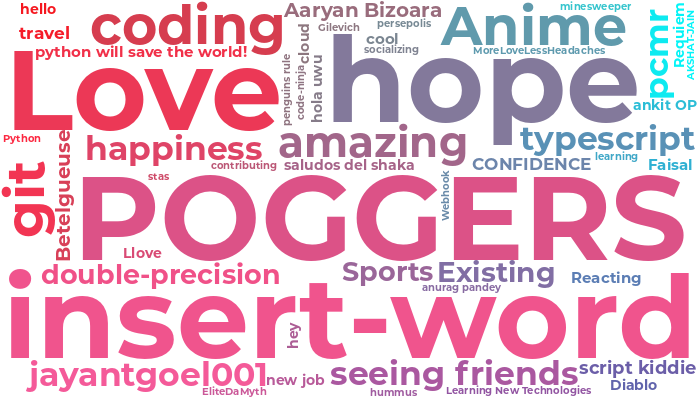 hello
Aaryan Bizoara
minesweeper
coding
travel
Gilevich
persepolis
Anime
pcmr
Requiem
AKSHAT-JAIN
python will save the world!
Love
penguins rule
code-ninja
cloud
hola uwu
cool
socializing
hope
MoreLoveLessHeadaches
ankit OP
Python
Betelgueuse
happiness
amazing
typescript
git
contributing
saludos del shaka
CONFIDENCE
learning
Faisal
stas
POGGERS
Webhook
Llove
double-precision
Sports
Existing
Reacting
anurag pandey
insert-word
hey
jayantgoel001
new job
seeing friends
script kiddie
EliteDaMyth
hummus
Learning New Technologies
Diablo